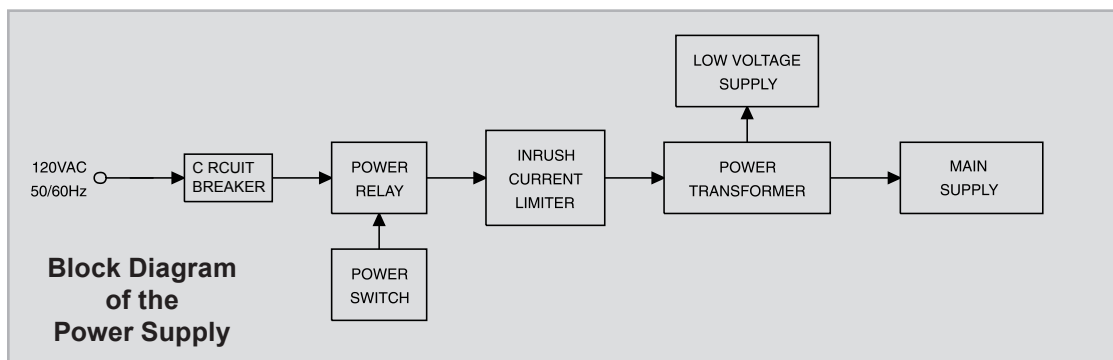 LOW VOLTAGE
SUPPLY
120VAC
50/60Hz
C RCUIT
BREAKER
POWER
RELAY
INRUSH
CURRENT
LIMITER
POWER
TRANSFORMER
MAIN
SUPPLY
POWER
SWITCH
Block Diagram
of the
Power Supply